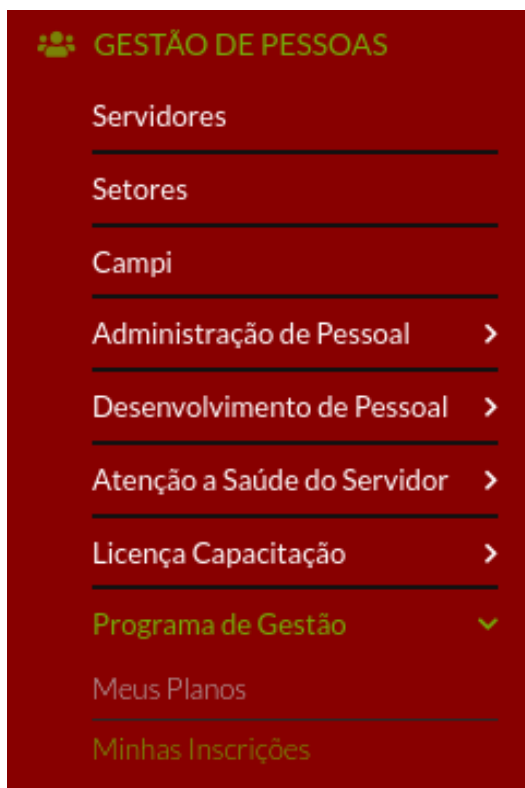 GESTÃO DE PESSOAS
Servidores
Setores
Campi
Administração de Pessoal
Desenvolvimento de Pessoal
Atenção a Saúde do Servidor
Licença Capacitação
Programa de Gestão
Meus Planos
Minhas Inscrições